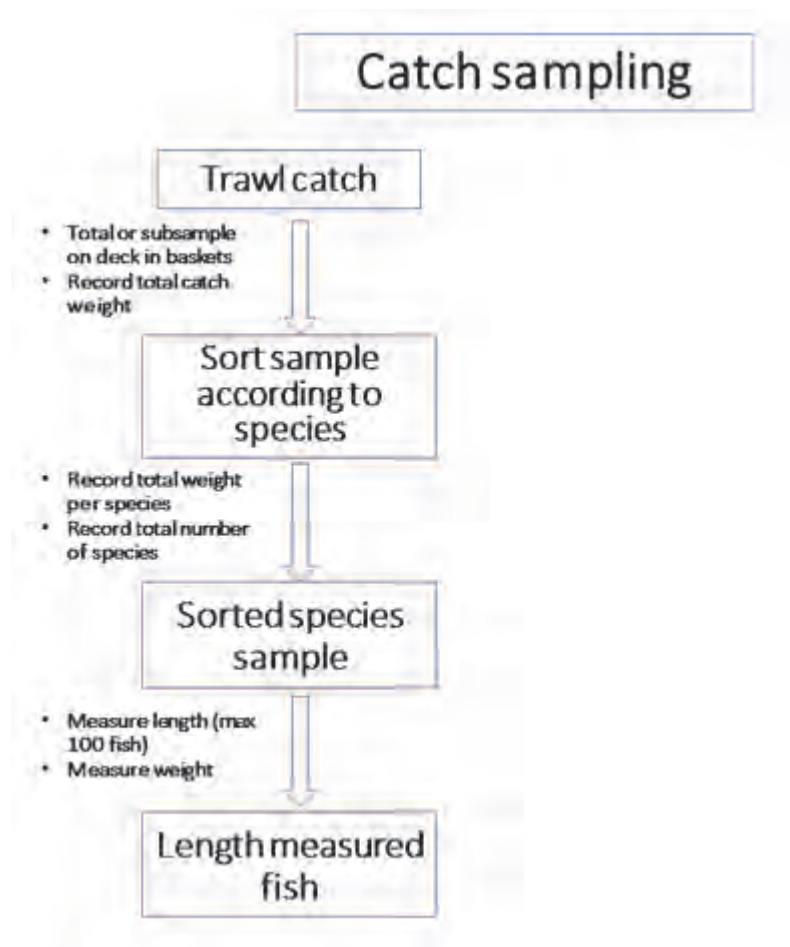 Catch sampling
Trawl catch
• Total or subsample
on deck in baskets
• Record total catch
weight
Sort sample
according to
species
• Record total weight
per species
• Record total number
of species
Sorted species
sample
• Measure length (max
100 fish)
• Measure weight
Length measured
fish